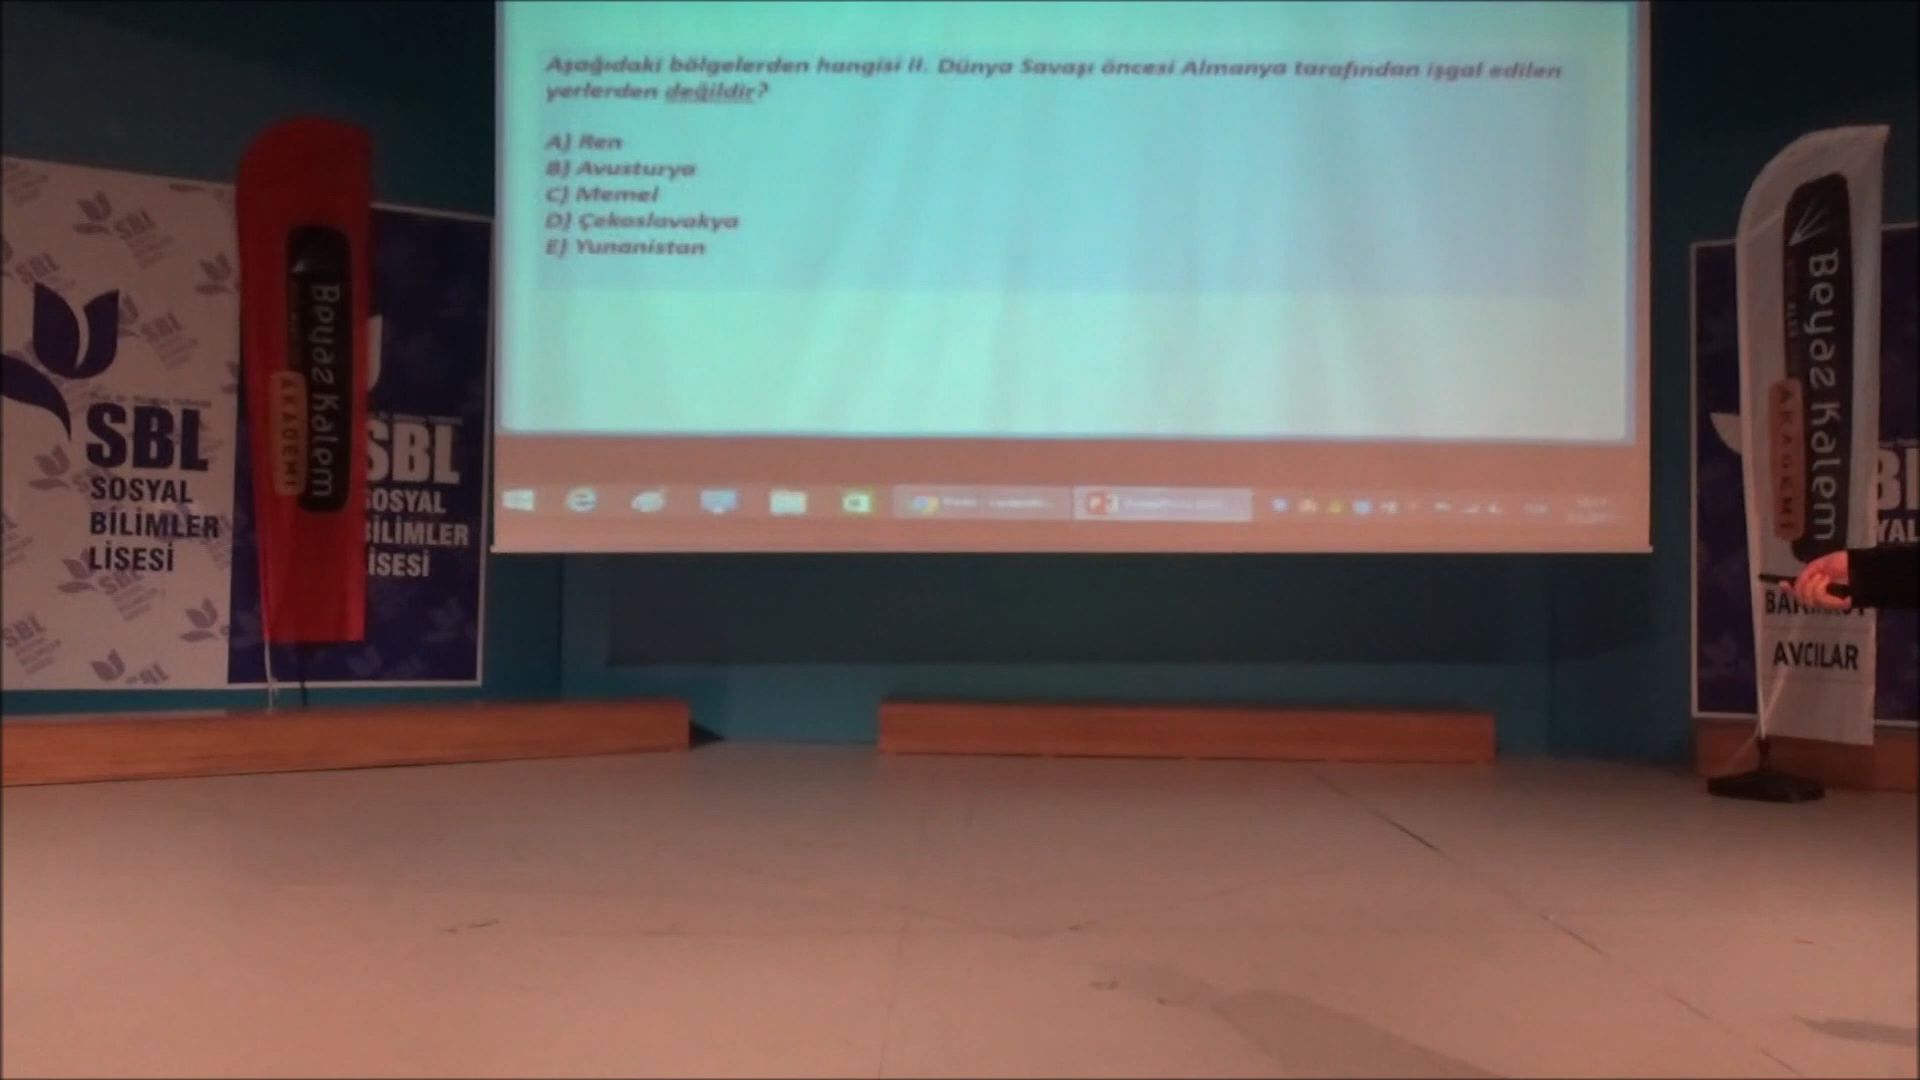 Aşağıdaki bölgelerden hangisi II. Dünya Savaşı öncesi Almanya tarafından işgal edilen
yerlerden değildir?
A) Ren
B) Avusturya
C) Memel
D) Çekoslavakya
E) Yunanistan
SBL
SOSYAL
BİLİMLER
LİSESİ
Beyaz Kalem
AKADEMİ
SBL
SOSYAL
BİLİMLER
LİSESİ
Beyaz Kalem
AKADEMİ
AVCILAR